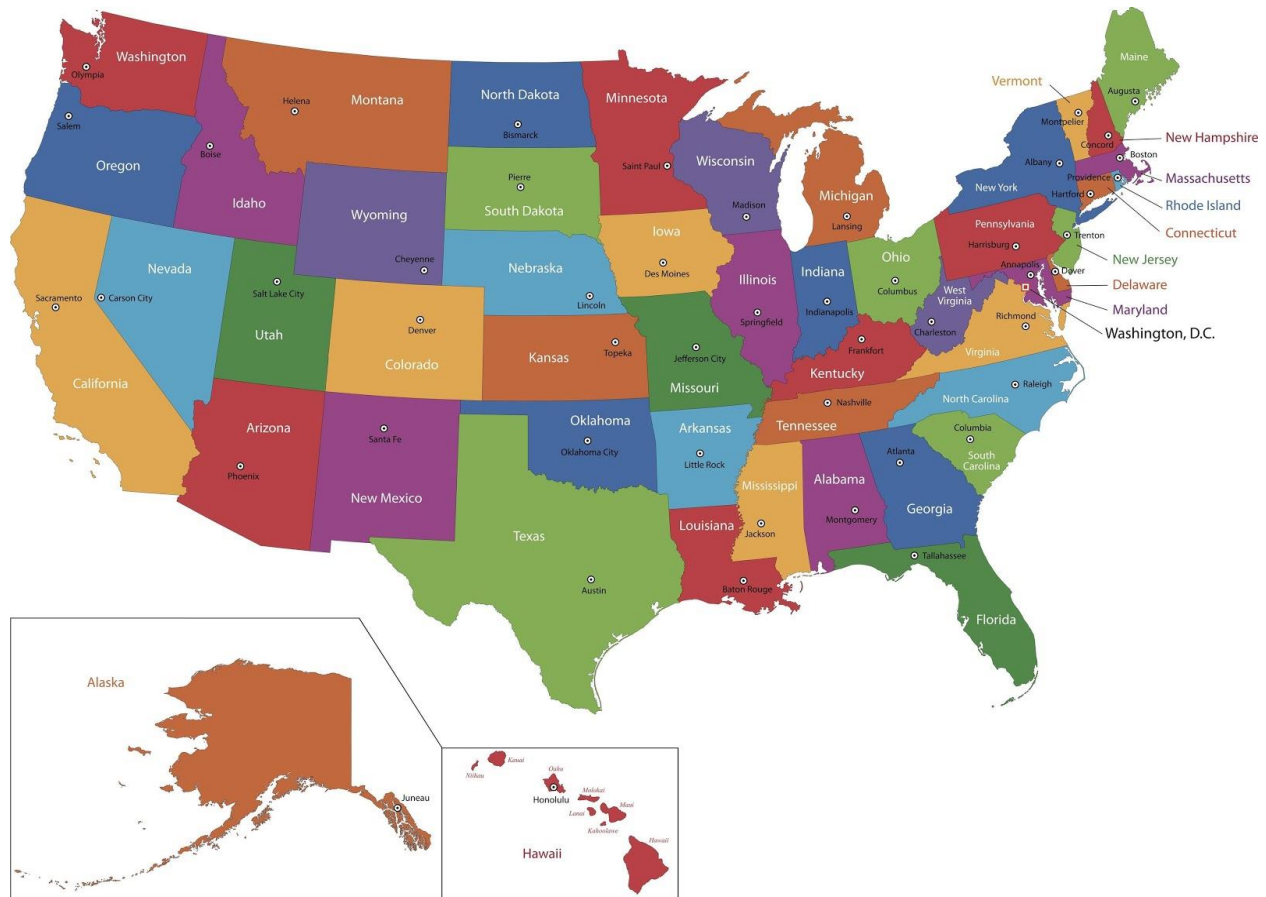 Washington
Olympia
Oregon
Salem
California
Sacramento
Nevada
Carson City
Idaho
Boise
Montana
Helena
Wyoming
Cheyenne
Utah
Salt Lake City
Colorado
Denver
Arizona
Phoenix
New Mexico
Santa Fe
North Dakota
Bismarck
South Dakota
Pierre
Nebraska
Lincoln
Kansas
Topeka
Oklahoma
Oklahoma City
Texas
Austin
Minnesota
Saint Paul
Iowa
Des Moines
Missouri
Jefferson City
Arkansas
Little Rock
Louisiana
Baton Rouge
Wisconsin
Madison
Illinois
Springfield
Michigan
Lansing
Indiana
Indianapolis
Ohio
Columbus
Kentucky
Frankfort
Tennessee
Nashville
Mississippi
Jackson
Alabama
Montgomery
Georgia
Atlanta
Florida
Tallahassee
South
Carolina
Columbia
North Carolina
Raleigh
Virginia
Richmond
West
Virginia
Charleston
Pennsylvania
Harrisburg
New York
Albany
Vermont
Montpelier
Maine
Augusta
New Hampshire
Concord
Massachusetts
Boston
Rhode Island
Providence
Connecticut
Hartford
New Jersey
Trenton
Delaware
Dover
Maryland
Annapolis
Washington, D.C.
Alaska
Juneau
Hawaii
Honolulu
Niihau
Kauai
Oahu
Molokai
Lanai
Maui
Kahoolawe
Hawaii